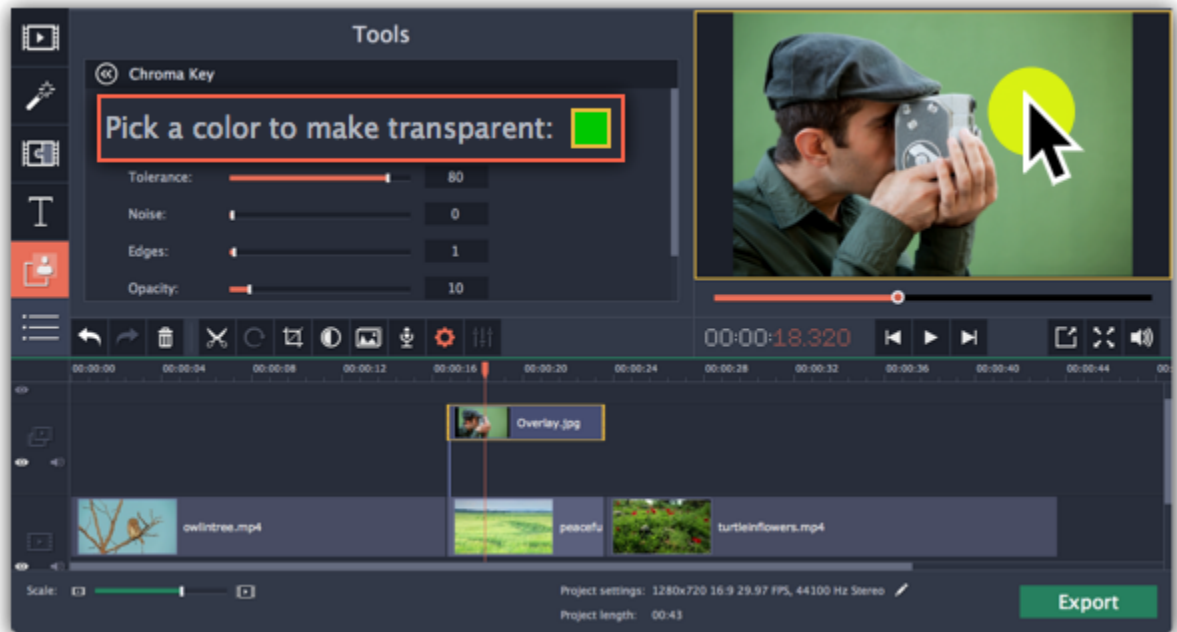 Tools
Chroma Key
Pick a color to make transparent:
Tolerance: 80
Noise: 0
Edges: 1
Opacity: 10
T
00:00:18.320
00:00:00 00:00:04 00:00:08 00:00:12 00:00:16 00:00:20 00:00:24 00:00:28 00:00:32 00:00:36 00:00:40 00:00:44 00:
Overlay.jpg
owlintree.mp4 peacefu turtleinflowers.mp4
Scale: Project settings: 1280x720 16:9 29.97 FPS, 44100 Hz Stereo
Project length: 00:43
Export